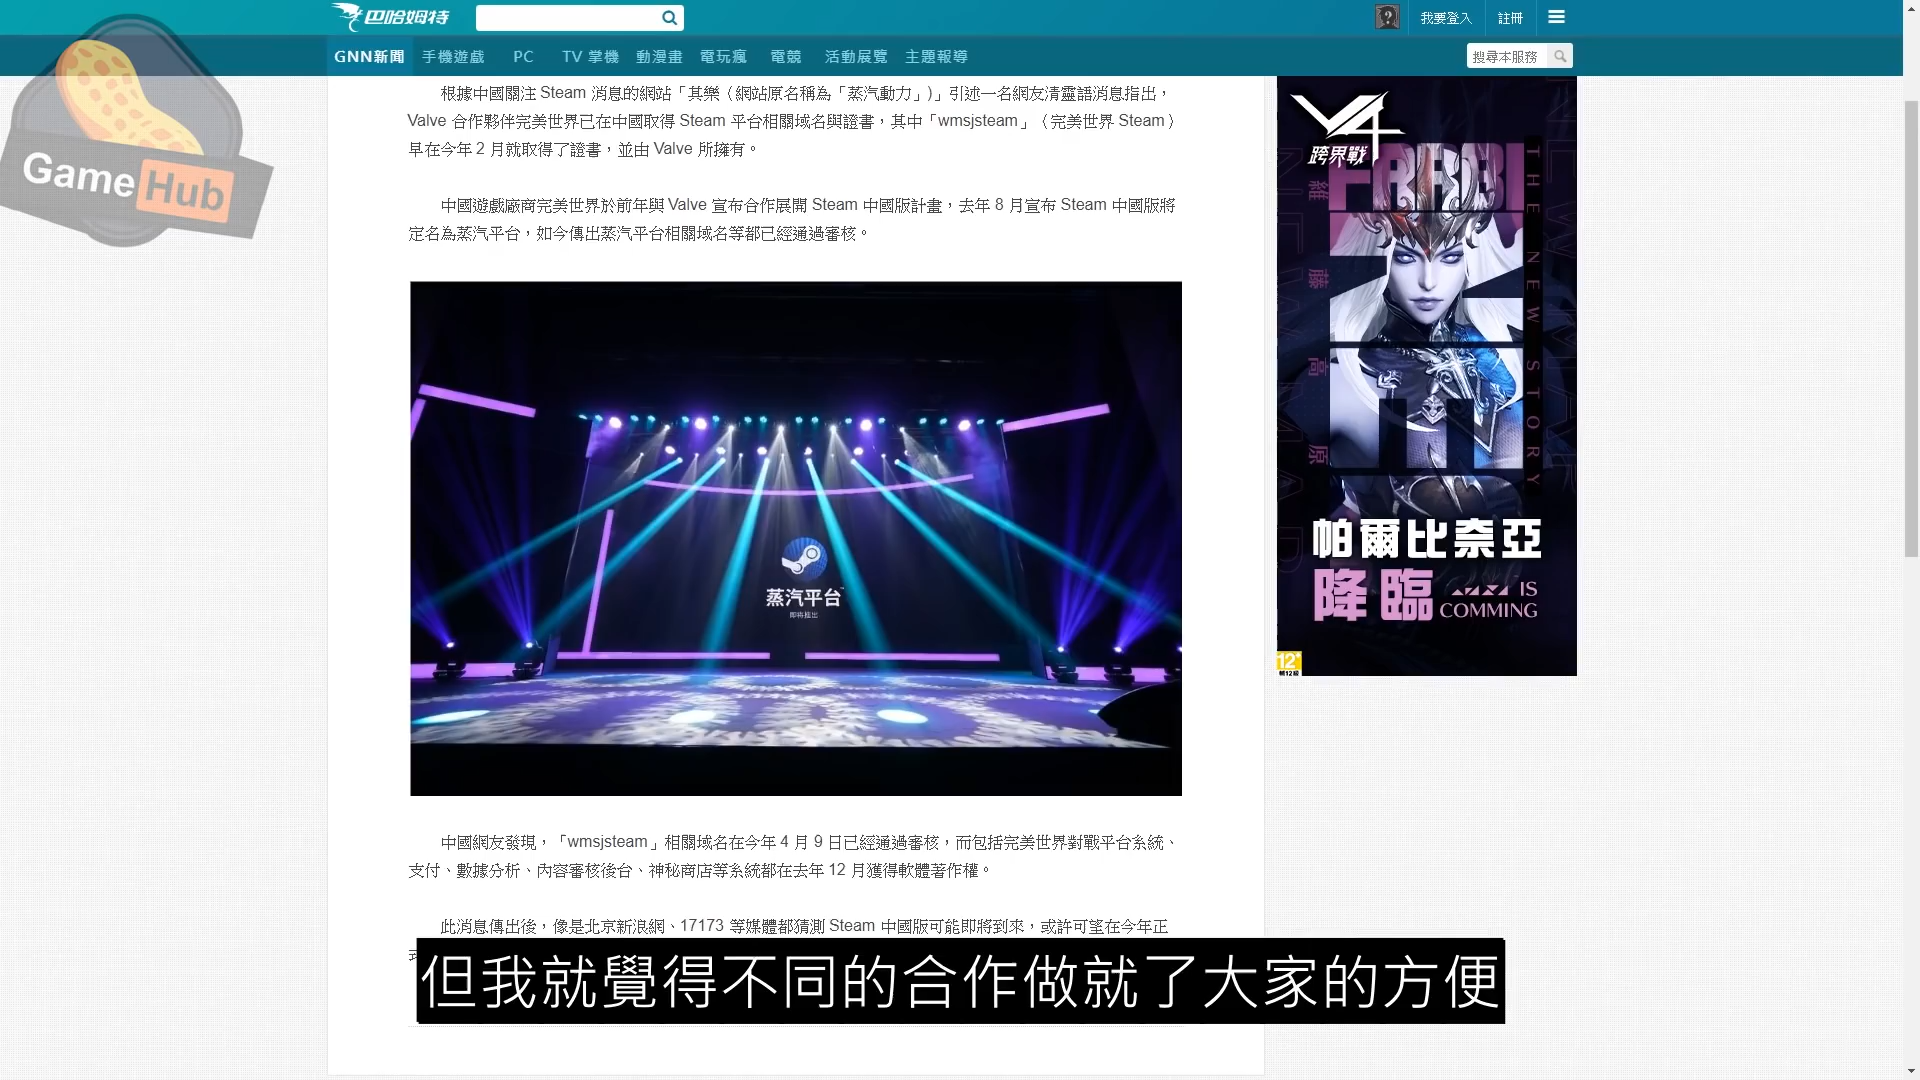 巴哈姆特
我要登入
註冊
GNN新聞
手機遊戲
PC
TV 掌機
動漫畫
電玩瘋
電競
活動展覽
主題報導
搜尋本服務
GameHub
根據中國關注 Steam 消息的網站「其樂（網站原名稱為「蒸汽動力」)」引述一名網友清靈語消息指出，
Valve 合作夥伴完美世界已在中國取得 Steam 平台相關域名與證書，其中「wmsjsteam」（完美世界 Steam）
早在今年 2 月就取得了證書，並由 Valve 所擁有。
中國遊戲廠商完美世界於前年與 Valve 宣布合作展開 Steam 中國版計畫，去年 8 月宣布 Steam 中國版將
定名為蒸汽平台，如今傳出蒸汽平台相關域名等都已經通過審核。
蒸汽平台
即将推出
中國網友發現，「wmsjsteam」相關域名在今年 4 月 9 日已經通過審核，而包括完美世界對戰平台系統、
支付、數據分析、內容審核後台、神秘商店等系統都在去年 12 月獲得軟體著作權。
此消息傳出後，像是北京新浪網、17173 等媒體都猜測 Steam 中國版可能即將到來，或許可望在今年正
但我就覺得不同的合作做就了大家的方便
V4
跨界戰
THE NEW STORY
羅
藤
高
原
帕爾比奈亞
降臨
IS
COMMING
12+
輔12級